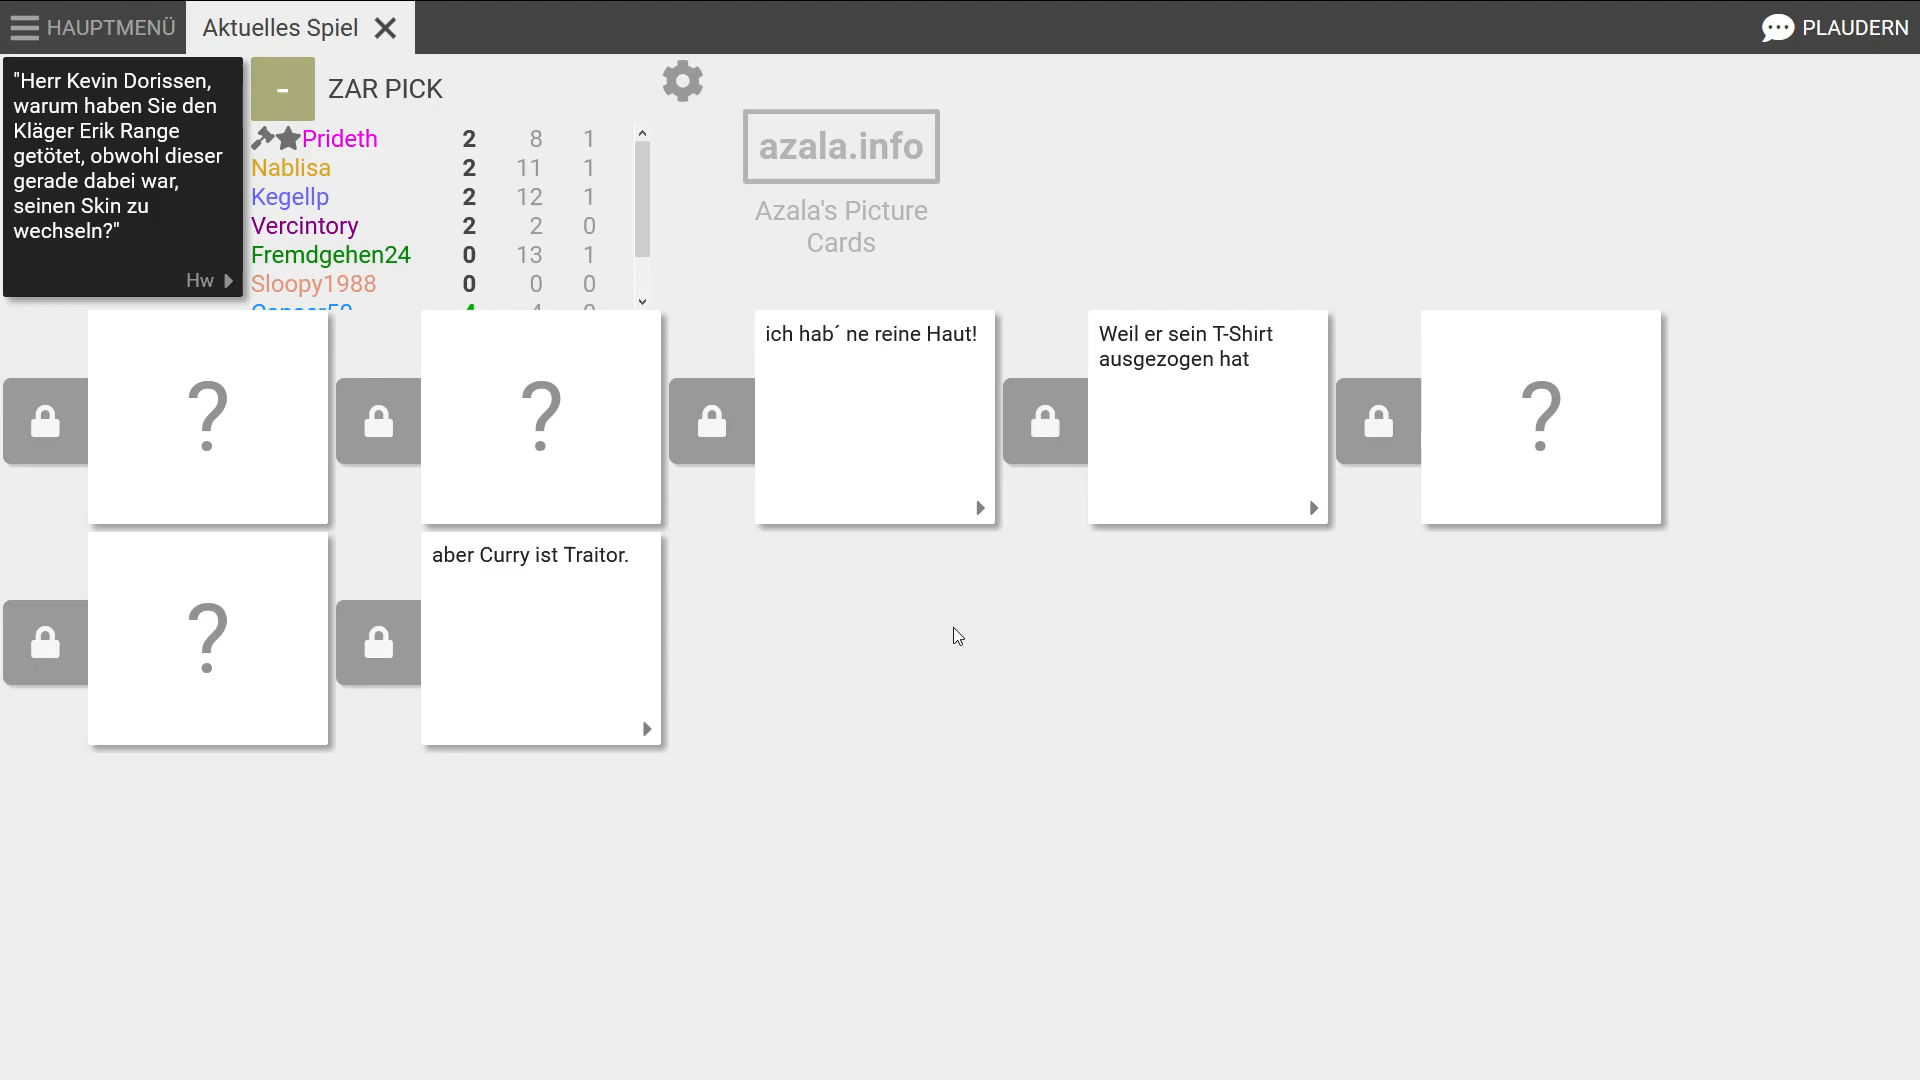 HAUPTMENÜ
Aktuelles Spiel
PLAUDERN
"Herr Kevin Dorissen,
warum haben Sie den
Kläger Erik Range
getötet, obwohl dieser
gerade dabei war,
seinen Skin zu
wechseln?"
Hw
-
ZAR PICK
Prideth 2 8 1
Nablisa 2 11 1
Kegellp 2 12 1
Vercintory 2 2 0
Fremdgehen24 0 13 1
Sloopy1988 0 0 0
azala.info
Azala's Picture
Cards
?
?
ich hab´ ne reine Haut!
Weil er sein T-Shirt
ausgezogen hat
?
?
aber Curry ist Traitor.